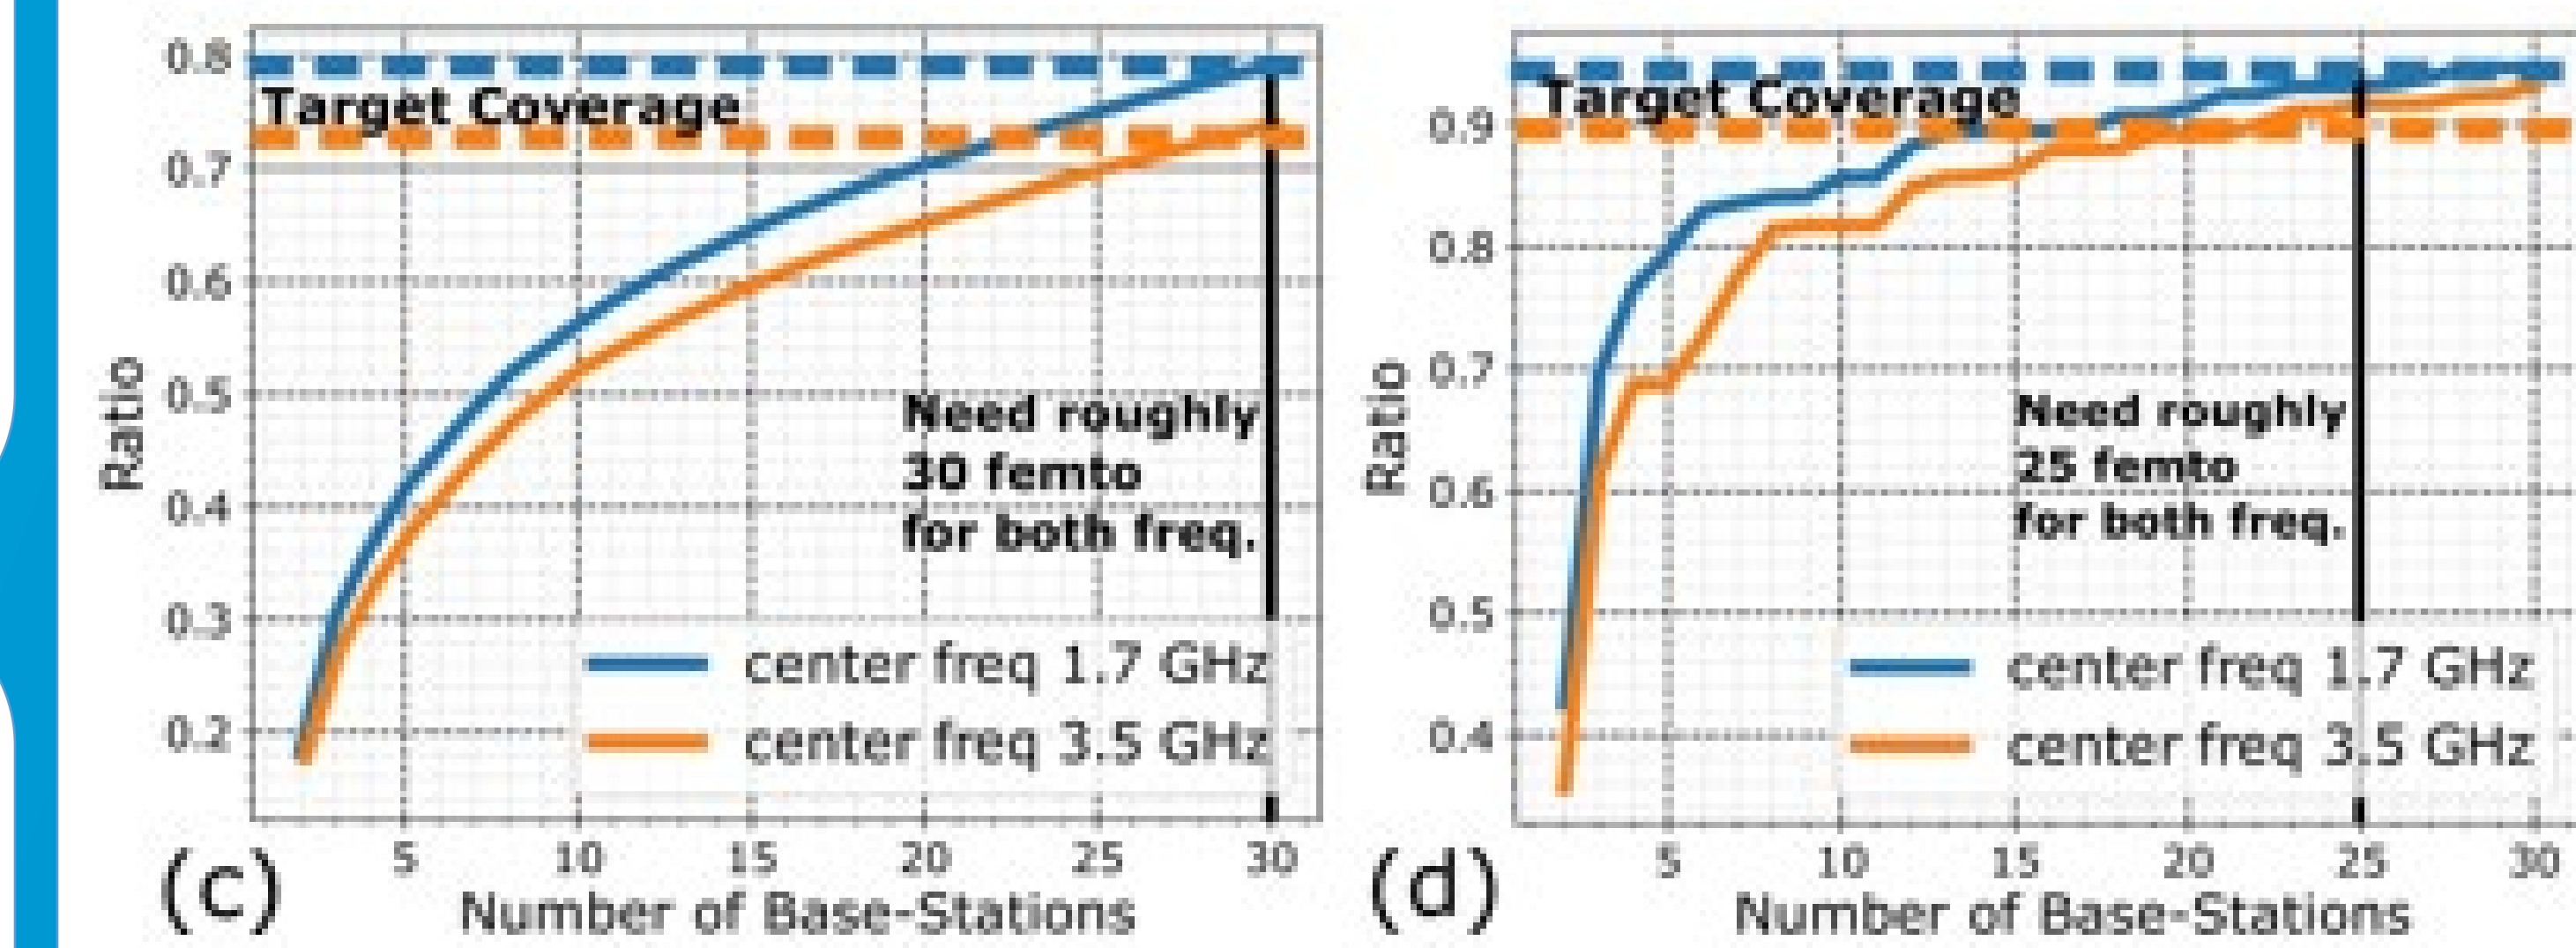 0.8
0.7
0.6
0.5
0.4
0.3
0.2
Ratio
Target Coverage
Need roughly
30 femto
for both freq.
center freq 1.7 GHz
center freq 3.5 GHz
5 10 15 20 25 30
Number of Base-Stations
(c)
0.9
0.8
0.7
0.6
0.5
0.4
Ratio
Target Coverage
Need roughly
25 femto
for both freq.
center freq 1.7 GHz
center freq 3.5 GHz
5 10 15 20 25 30
Number of Base-Stations
(d)